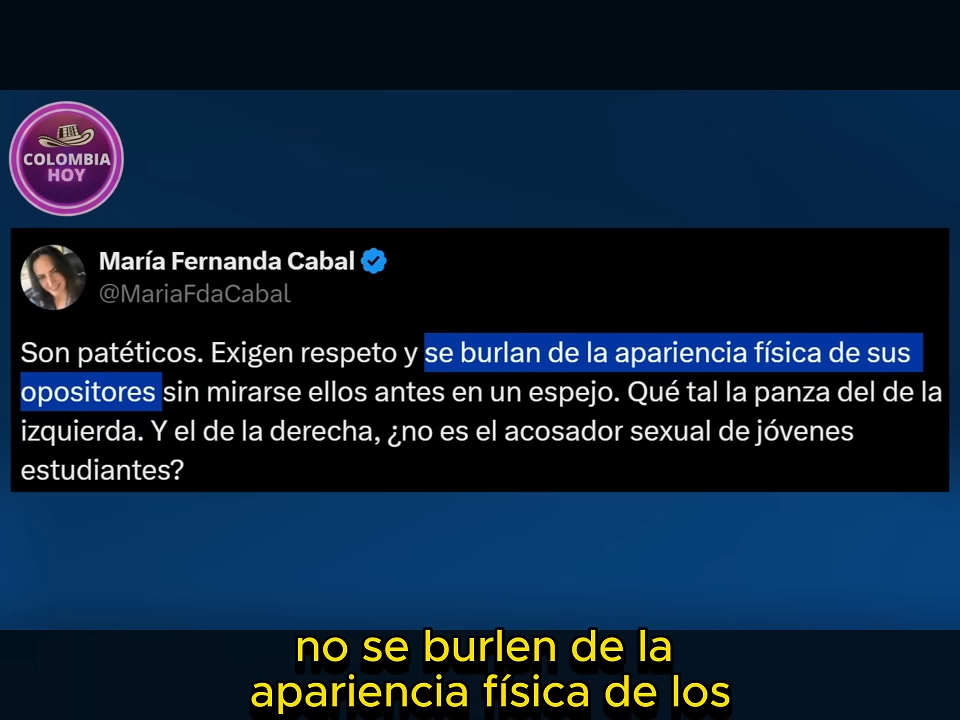 COLOMBIA
HOY
María Fernanda Cabal
@MariaFdaCabal
Son patéticos. Exigen respeto y se burlan de la apariencia física de sus
opositores sin mirarse ellos antes en un espejo. Qué tal la panza del de la
izquierda. Y el de la derecha, ¿no es el acosador sexual de jóvenes
estudiantes?
no se burlen de la
apariencia física de los